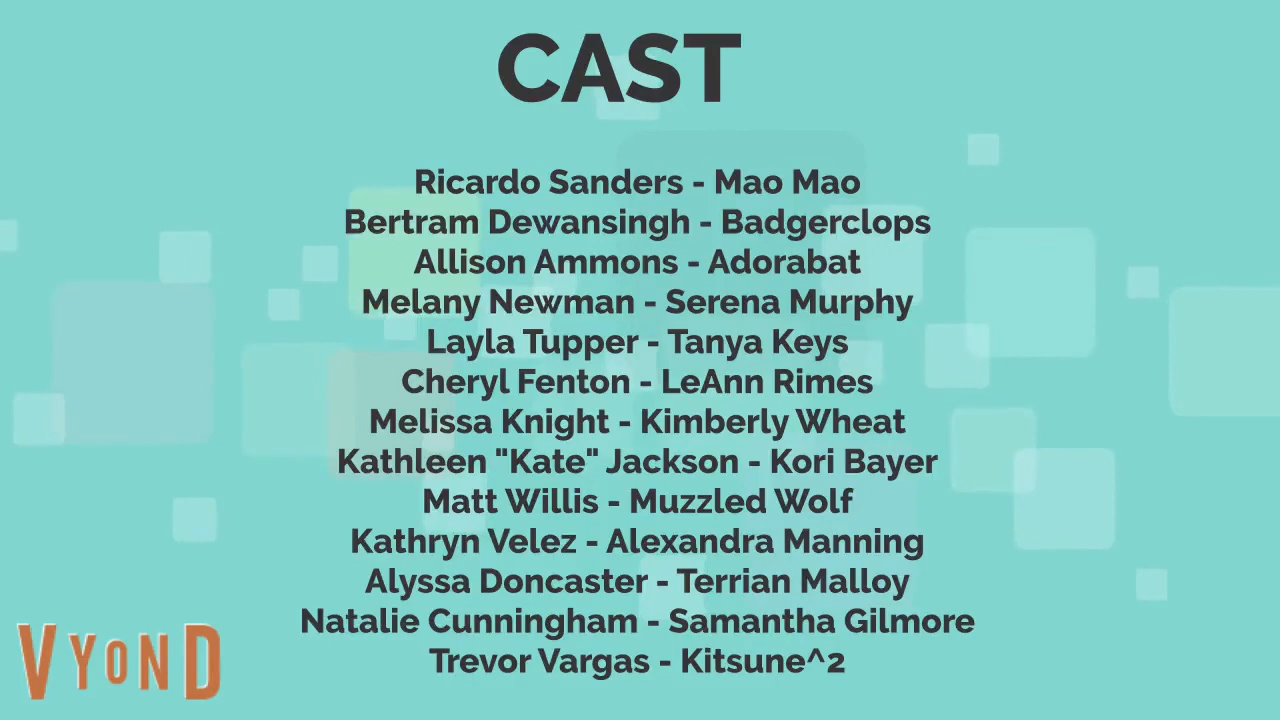 CAST
Ricardo Sanders - Mao Mao
Bertram Dewansingh - Badgerclops
Allison Ammons - Adorabat
Melany Newman - Serena Murphy
Layla Tupper - Tanya Keys
Cheryl Fenton - LeAnn Rimes
Melissa Knight - Kimberly Wheat
Kathleen "Kate" Jackson - Kori Bayer
Matt Willis - Muzzled Wolf
Kathryn Velez - Alexandra Manning
Alyssa Doncaster - Terrian Malloy
Natalie Cunningham - Samantha Gilmore
Trevor Vargas - Kitsune^2
VYOND